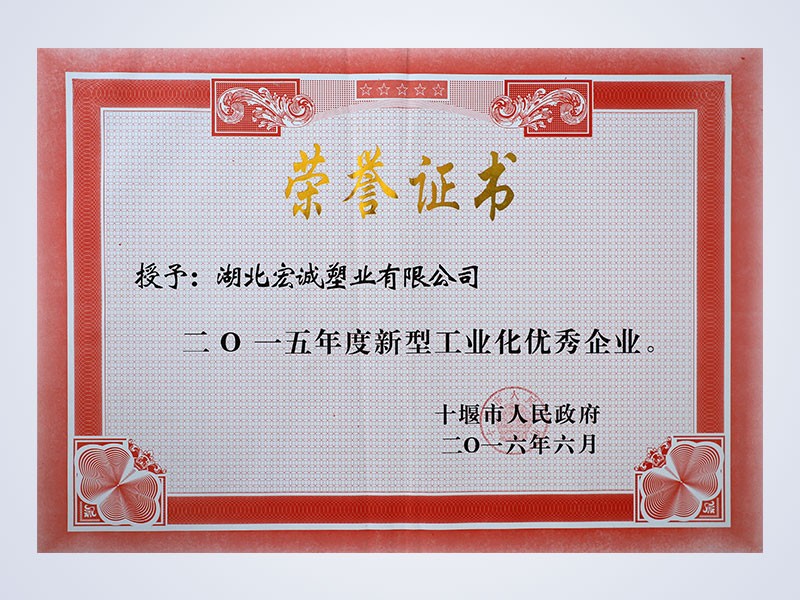 荣誉证书
授予：湖北宏诚塑业有限公司
二O一五年度新型工业化优秀企业。
十堰市人民政府
二O一六年六月